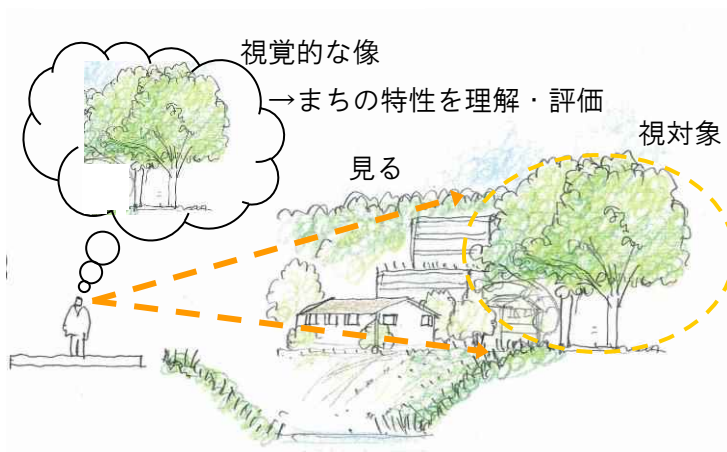 視覚的な像
→まちの特性を理解・評価
視対象
見る